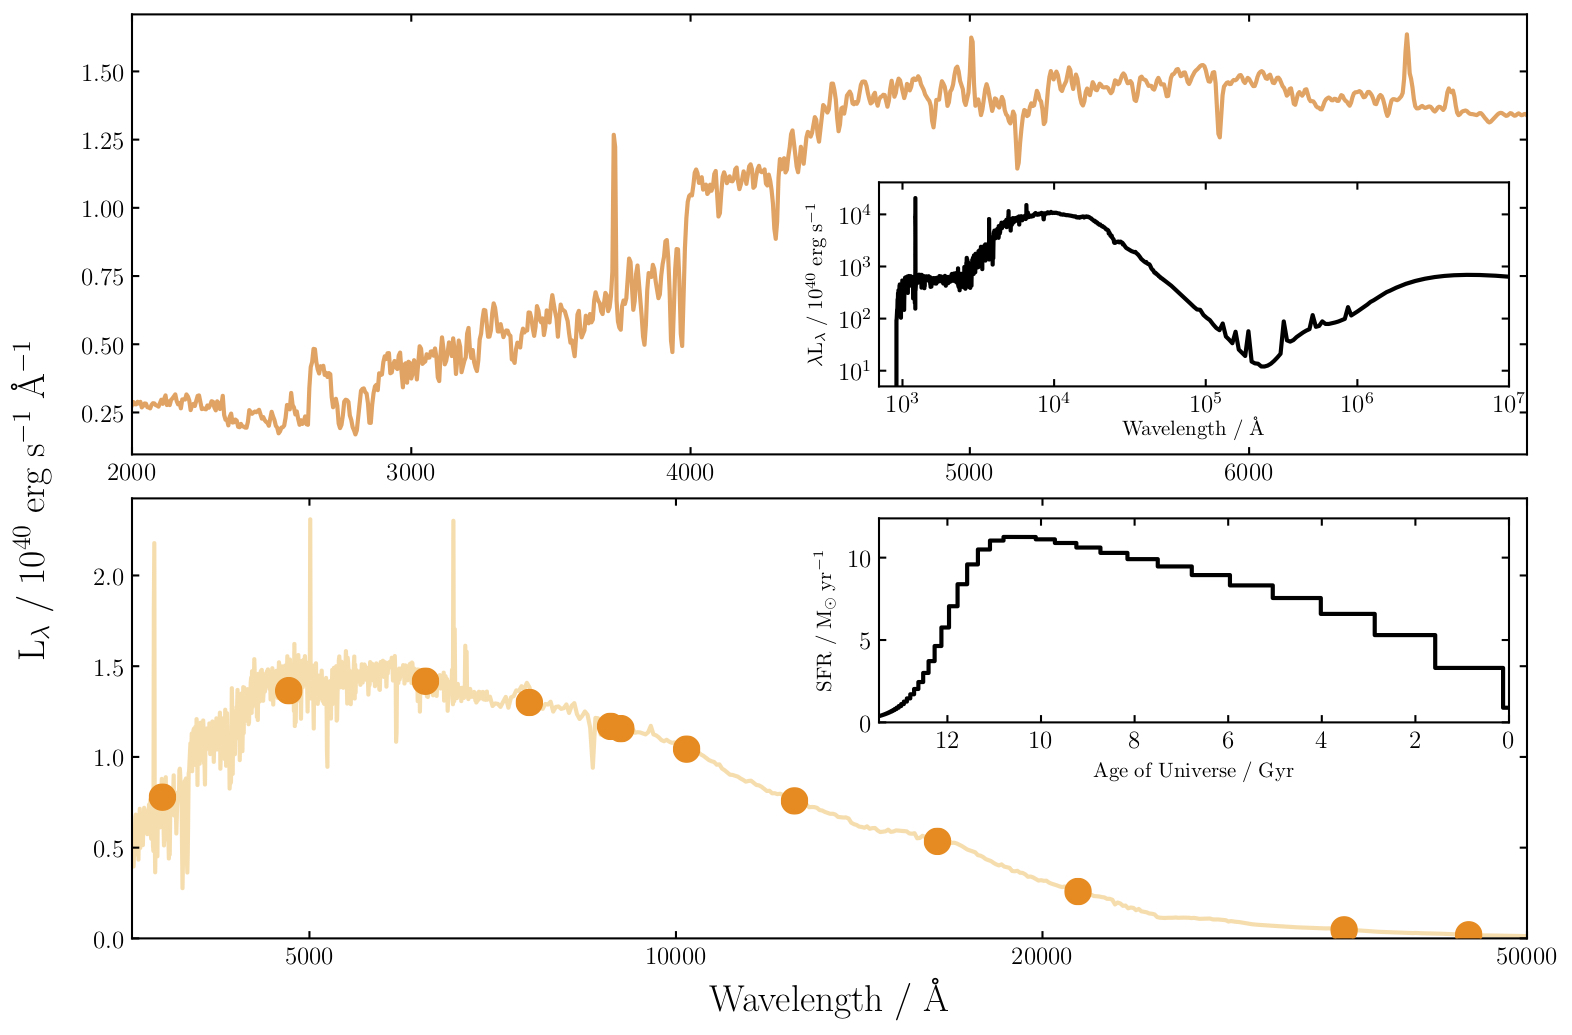 1.50
1.25
1.00
0.75
0.50
0.25
2000 3000 4000 5000 6000
λL_λ / 10^40 erg s^−1
10^4
10^3
10^2
10^1
10^3 10^4 10^5 10^6 10^7
Wavelength / Å
L_λ / 10^40 erg s^−1 Å^−1
2.0
1.5
1.0
0.5
0.0
5000 10000 20000 50000
Wavelength / Å
SFR / M_⊙ yr^−1
10
5
0
12 10 8 6 4 2 0
Age of Universe / Gyr